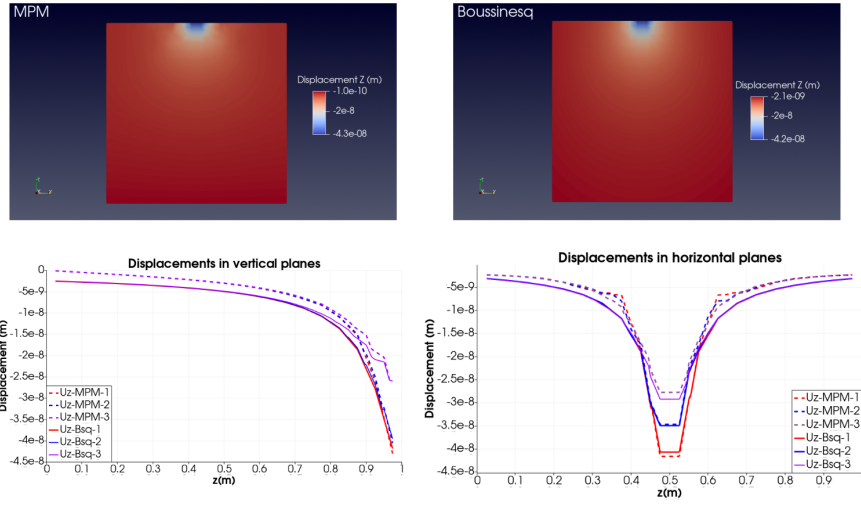 MPM
Displacement Z (m)
-1.0e-10
-2e-8
-4.3e-08
Boussinesq
Displacement Z (m)
-2.1e-09
-2e-8
-4.2e-08
Displacements in vertical planes
Displacement (m)
0
-5e-9
-1e-8
-1.5e-8
-2e-8
-2.5e-8
-3e-8
-3.5e-8
-4e-8
-4.5e-8
Uz-MPM-1
Uz-MPM-2
Uz-MPM-3
Uz-Bsq-1
Uz-Bsq-2
Uz-Bsq-3
0 0.1 0.2 0.3 0.4 0.5 0.6 0.7 0.8 0.9 1
z(m)
Displacements in horizontal planes
Displacement (m)
-5e-9
-1e-8
-1.5e-8
-2e-8
-2.5e-8
-3e-8
-3.5e-8
-4e-8
-4.5e-8
Uz-MPM-1
Uz-MPM-2
Uz-MPM-3
Uz-Bsq-1
Uz-Bsq-2
Uz-Bsq-3
0 0.1 0.2 0.3 0.4 0.5 0.6 0.7 0.8 0.9
z(m)